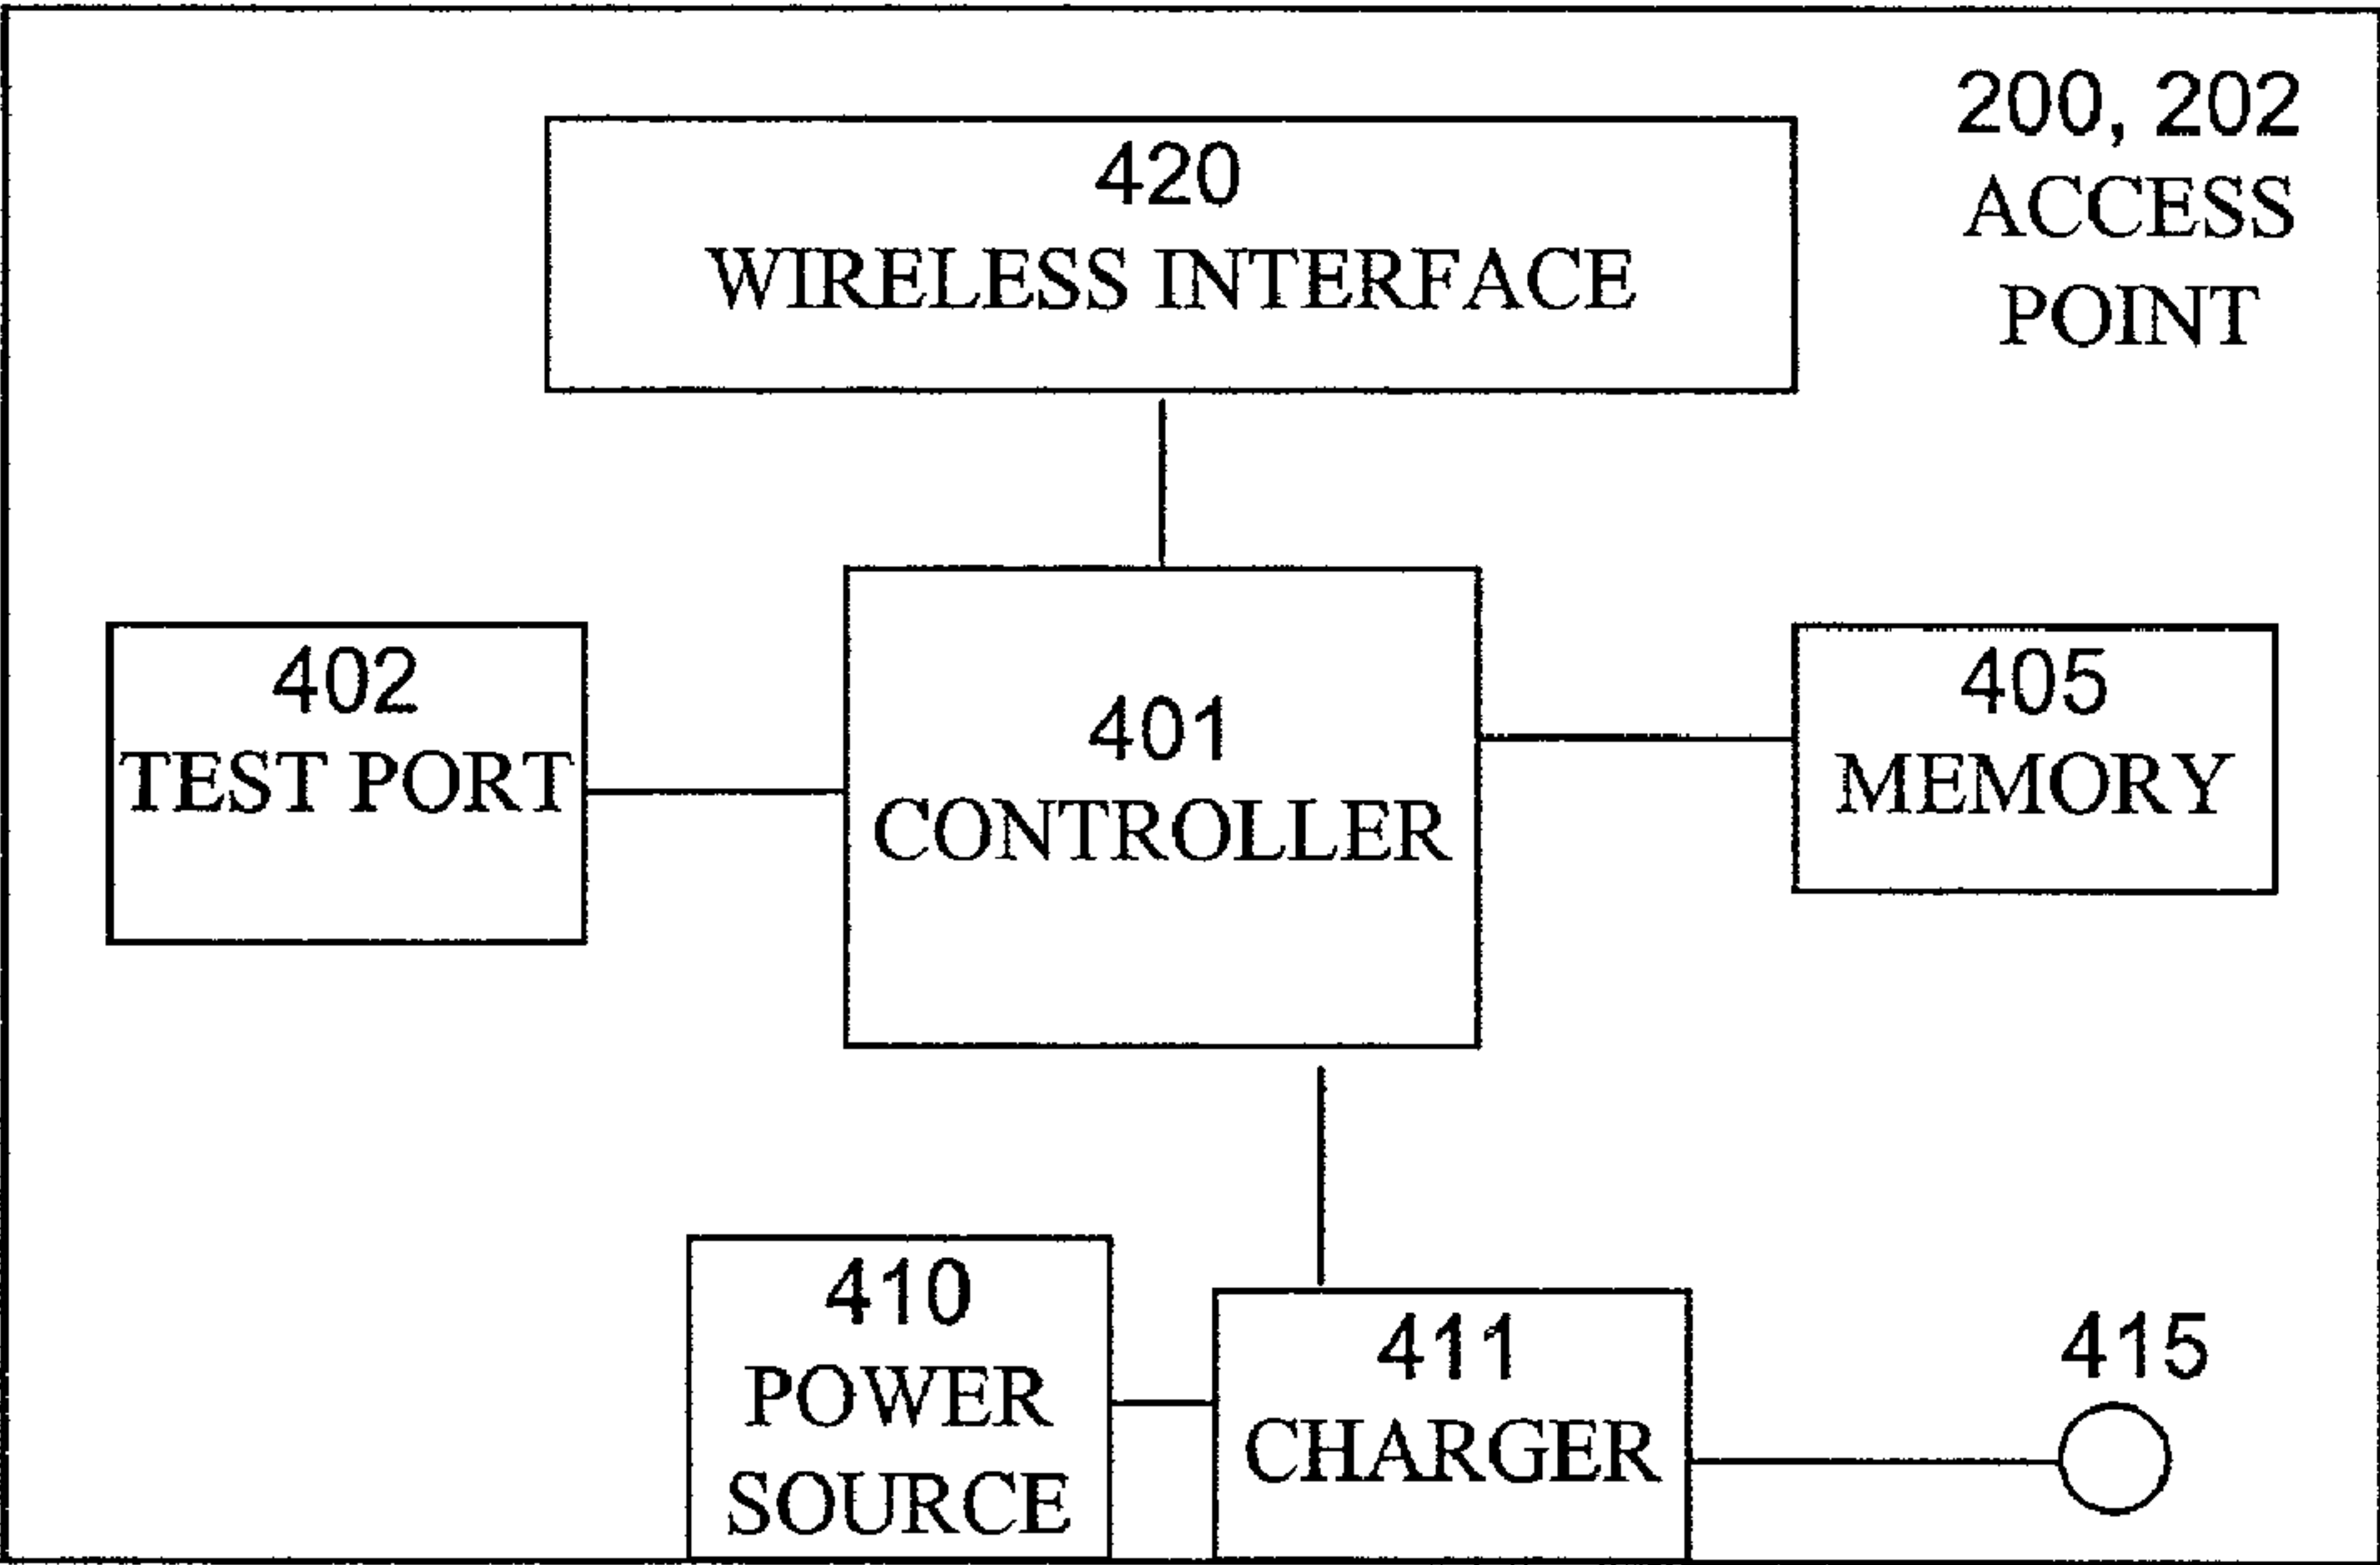 200, 202
ACCESS
POINT
420
WIRELESS INTERFACE
402
TEST PORT
401
CONTROLLER
405
MEMORY
410
POWER
SOURCE
411
CHARGER
415